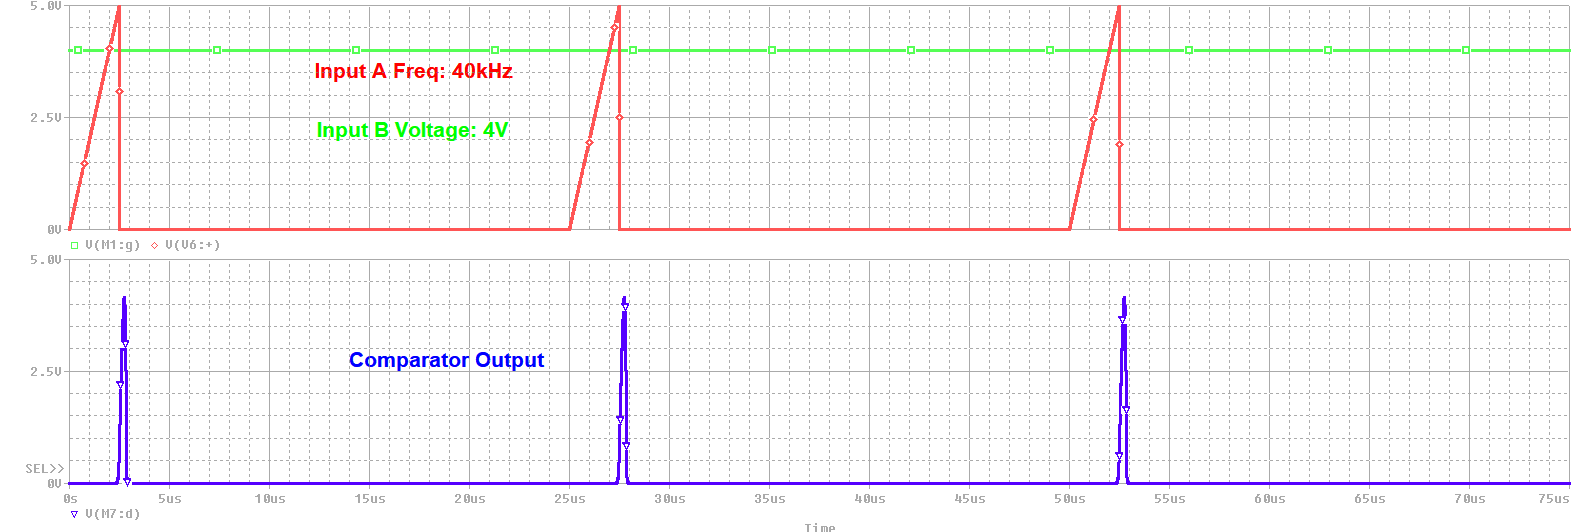 5.0V
Input A Freq: 40kHz
Input B Voltage: 4V
2.5V
0V
V(M1:g) V(V6:+)
5.0V
Comparator Output
2.5V
SEL>>
0V
0s 5us 10us 15us 20us 25us 30us 35us 40us 45us 50us 55us 60us 65us 70us 75us
V(M7:d)
Time